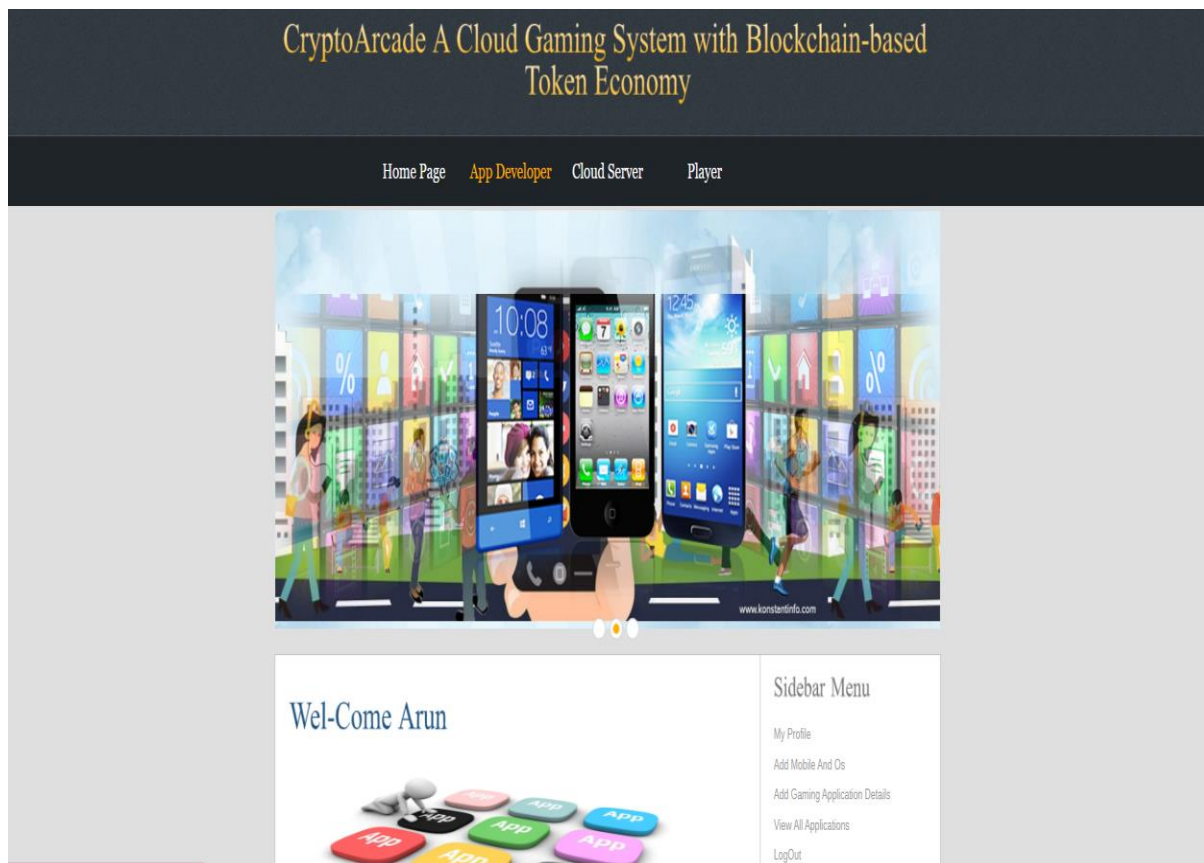 CryptoArcade A Cloud Gaming System with Blockchain-based
Token Economy
Home Page App Developer Cloud Server Player
10:08
12:45
www.konstentinfo.com
Wel-Come Arun
App App App
App App App
App App
Sidebar Menu
My Profile
Add Mobile And Os
Add Gaming Application Details
View All Applications
LogOut